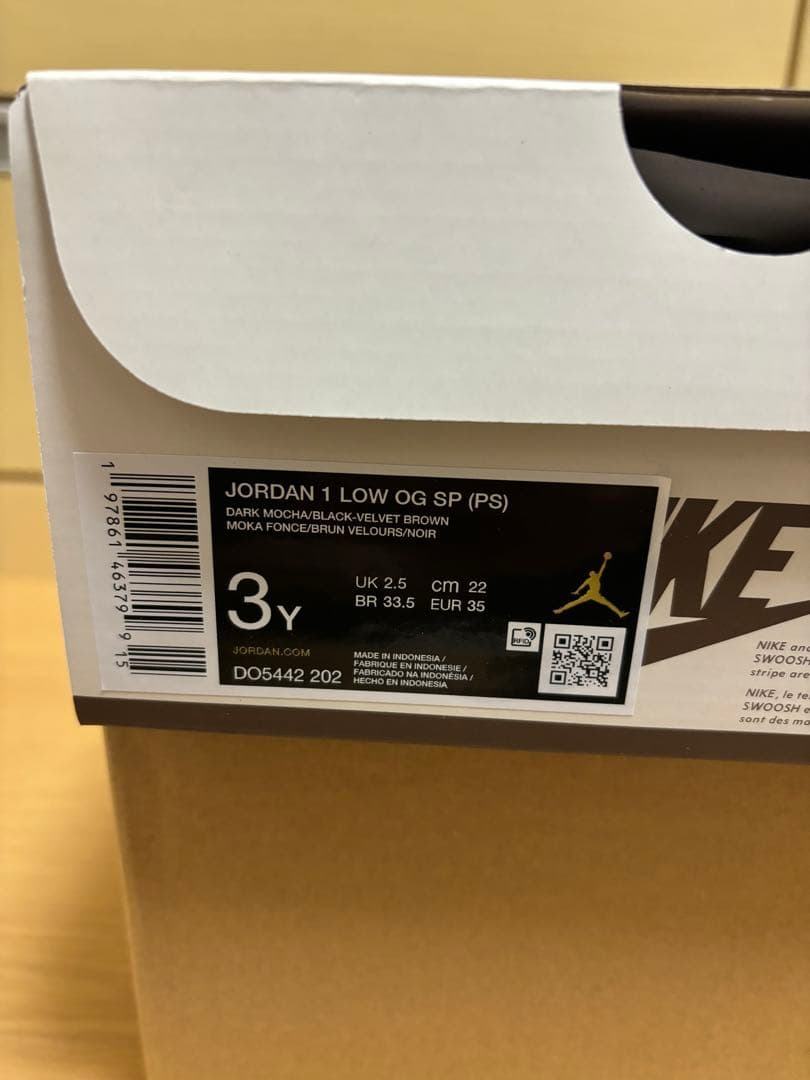 JORDAN 1 LOW OG SP (PS)
DARK MOCHA/BLACK-VELVET BROWN
MOKA FONCE/BRUN VELOURS/NOIR
3Y
UK 2.5 cm 22
BR 33.5 EUR 35
JORDAN.COM
DO5442 202
MADE IN INDONESIA /
FABRIQUE EN INDONESIE /
FABRICADO NA INDONÉSIA /
HECHO EN INDONESIA
RFID
1 97861 46379 9 15
KE
NIKE and
SWOOSH
stripe are
NIKE, le
SWOOSH
sont des